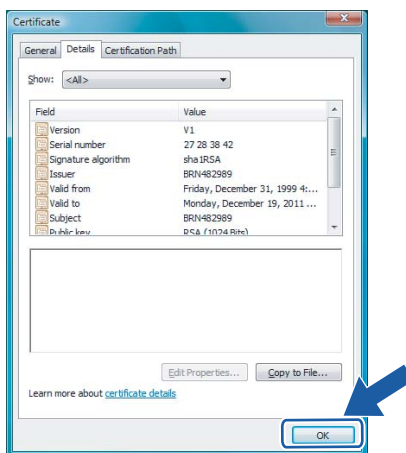 Certificate
General Details Certification Path
Show: <All>
Field Value
Version V1
Serial number 27 28 38 42
Signature algorithm sha1RSA
Issuer BRN482989
Valid from Friday, December 31, 1999 4:...
Valid to Monday, December 19, 2011 ...
Subject BRN482989
Public key RSA (1024 Bits)
Edit Properties... Copy to File...
Learn more about certificate details
OK